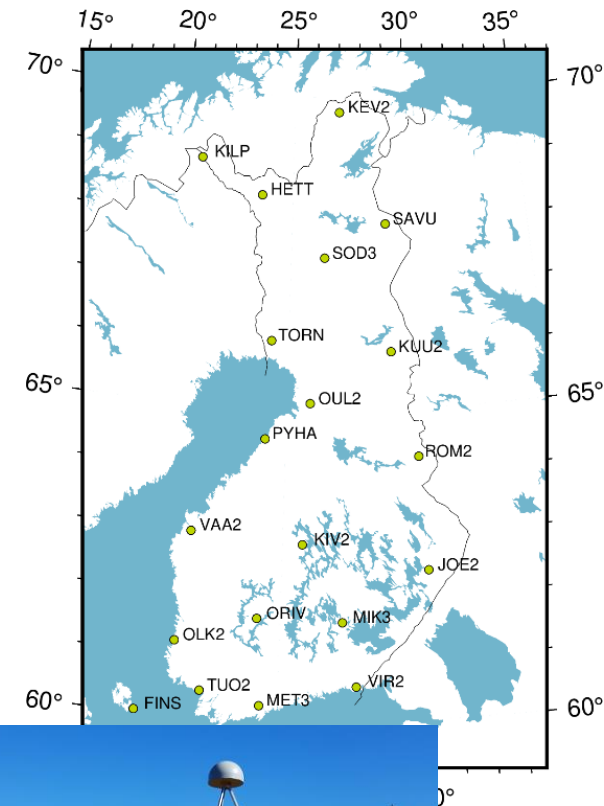 15° 20° 25° 30° 35°
70° 70°
KEV2
KILP
HETT
SAVU
SOD3
TORN
KUU2
65° 65°
OUL2
PYHA
ROM2
VAA2
KIV2
JOE2
ORIV
MIK3
OLK2
VIR2
TUO2
MET3
FINS
60° 60°
0°